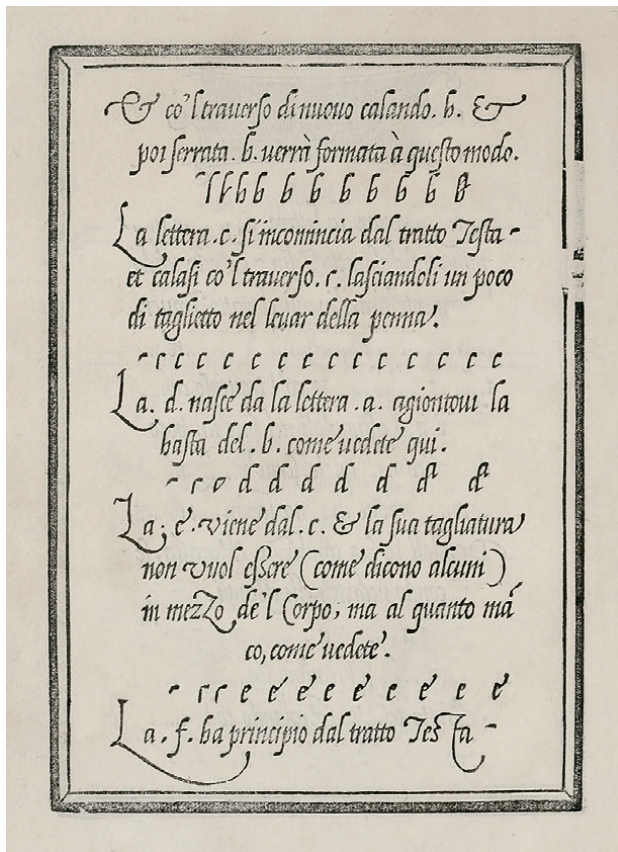 & co'l trauerso di nuouo calando. b. &
poi serrata. b. uerrà formata à questo modo.
b b b b b b b b
La lettera .c. si incomincia dal tratto Testa -
et calasi co'l trauerso. c. lasciandoli un poco
di taglietto nel leuar della penna.
- c c c c c c c c c c c c c
La. d. nasce da la lettera .a. agiontoui la
hasta del . b. come uedete qui.
- c o d d d d d d d
La; e. viene dal .c. & la sua tagliatura
non vuol essere (come dicono alcuni)
in mezzo de'l Corpo, ma al quanto mā
co, come uedete.
- c c e e e e e e e e
La . f. ha principio dal tratto Testa -